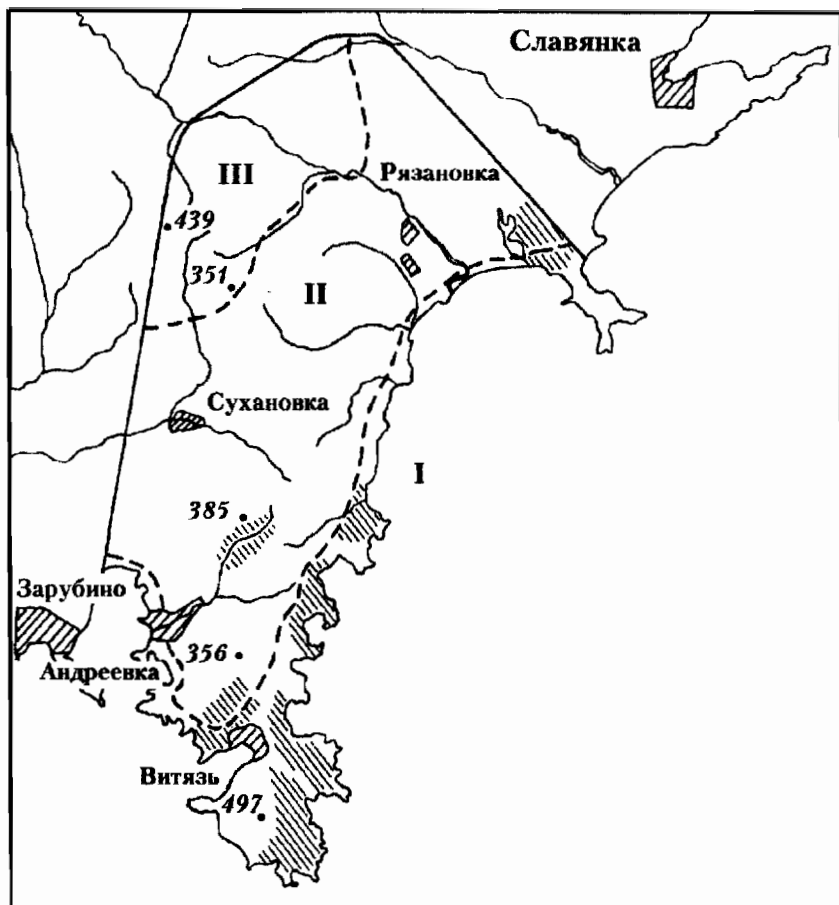 Славянка
III
Рязановка
439
351
II
Сухановка
I
385
Зарубино
356
Андреевка
Витязь
497